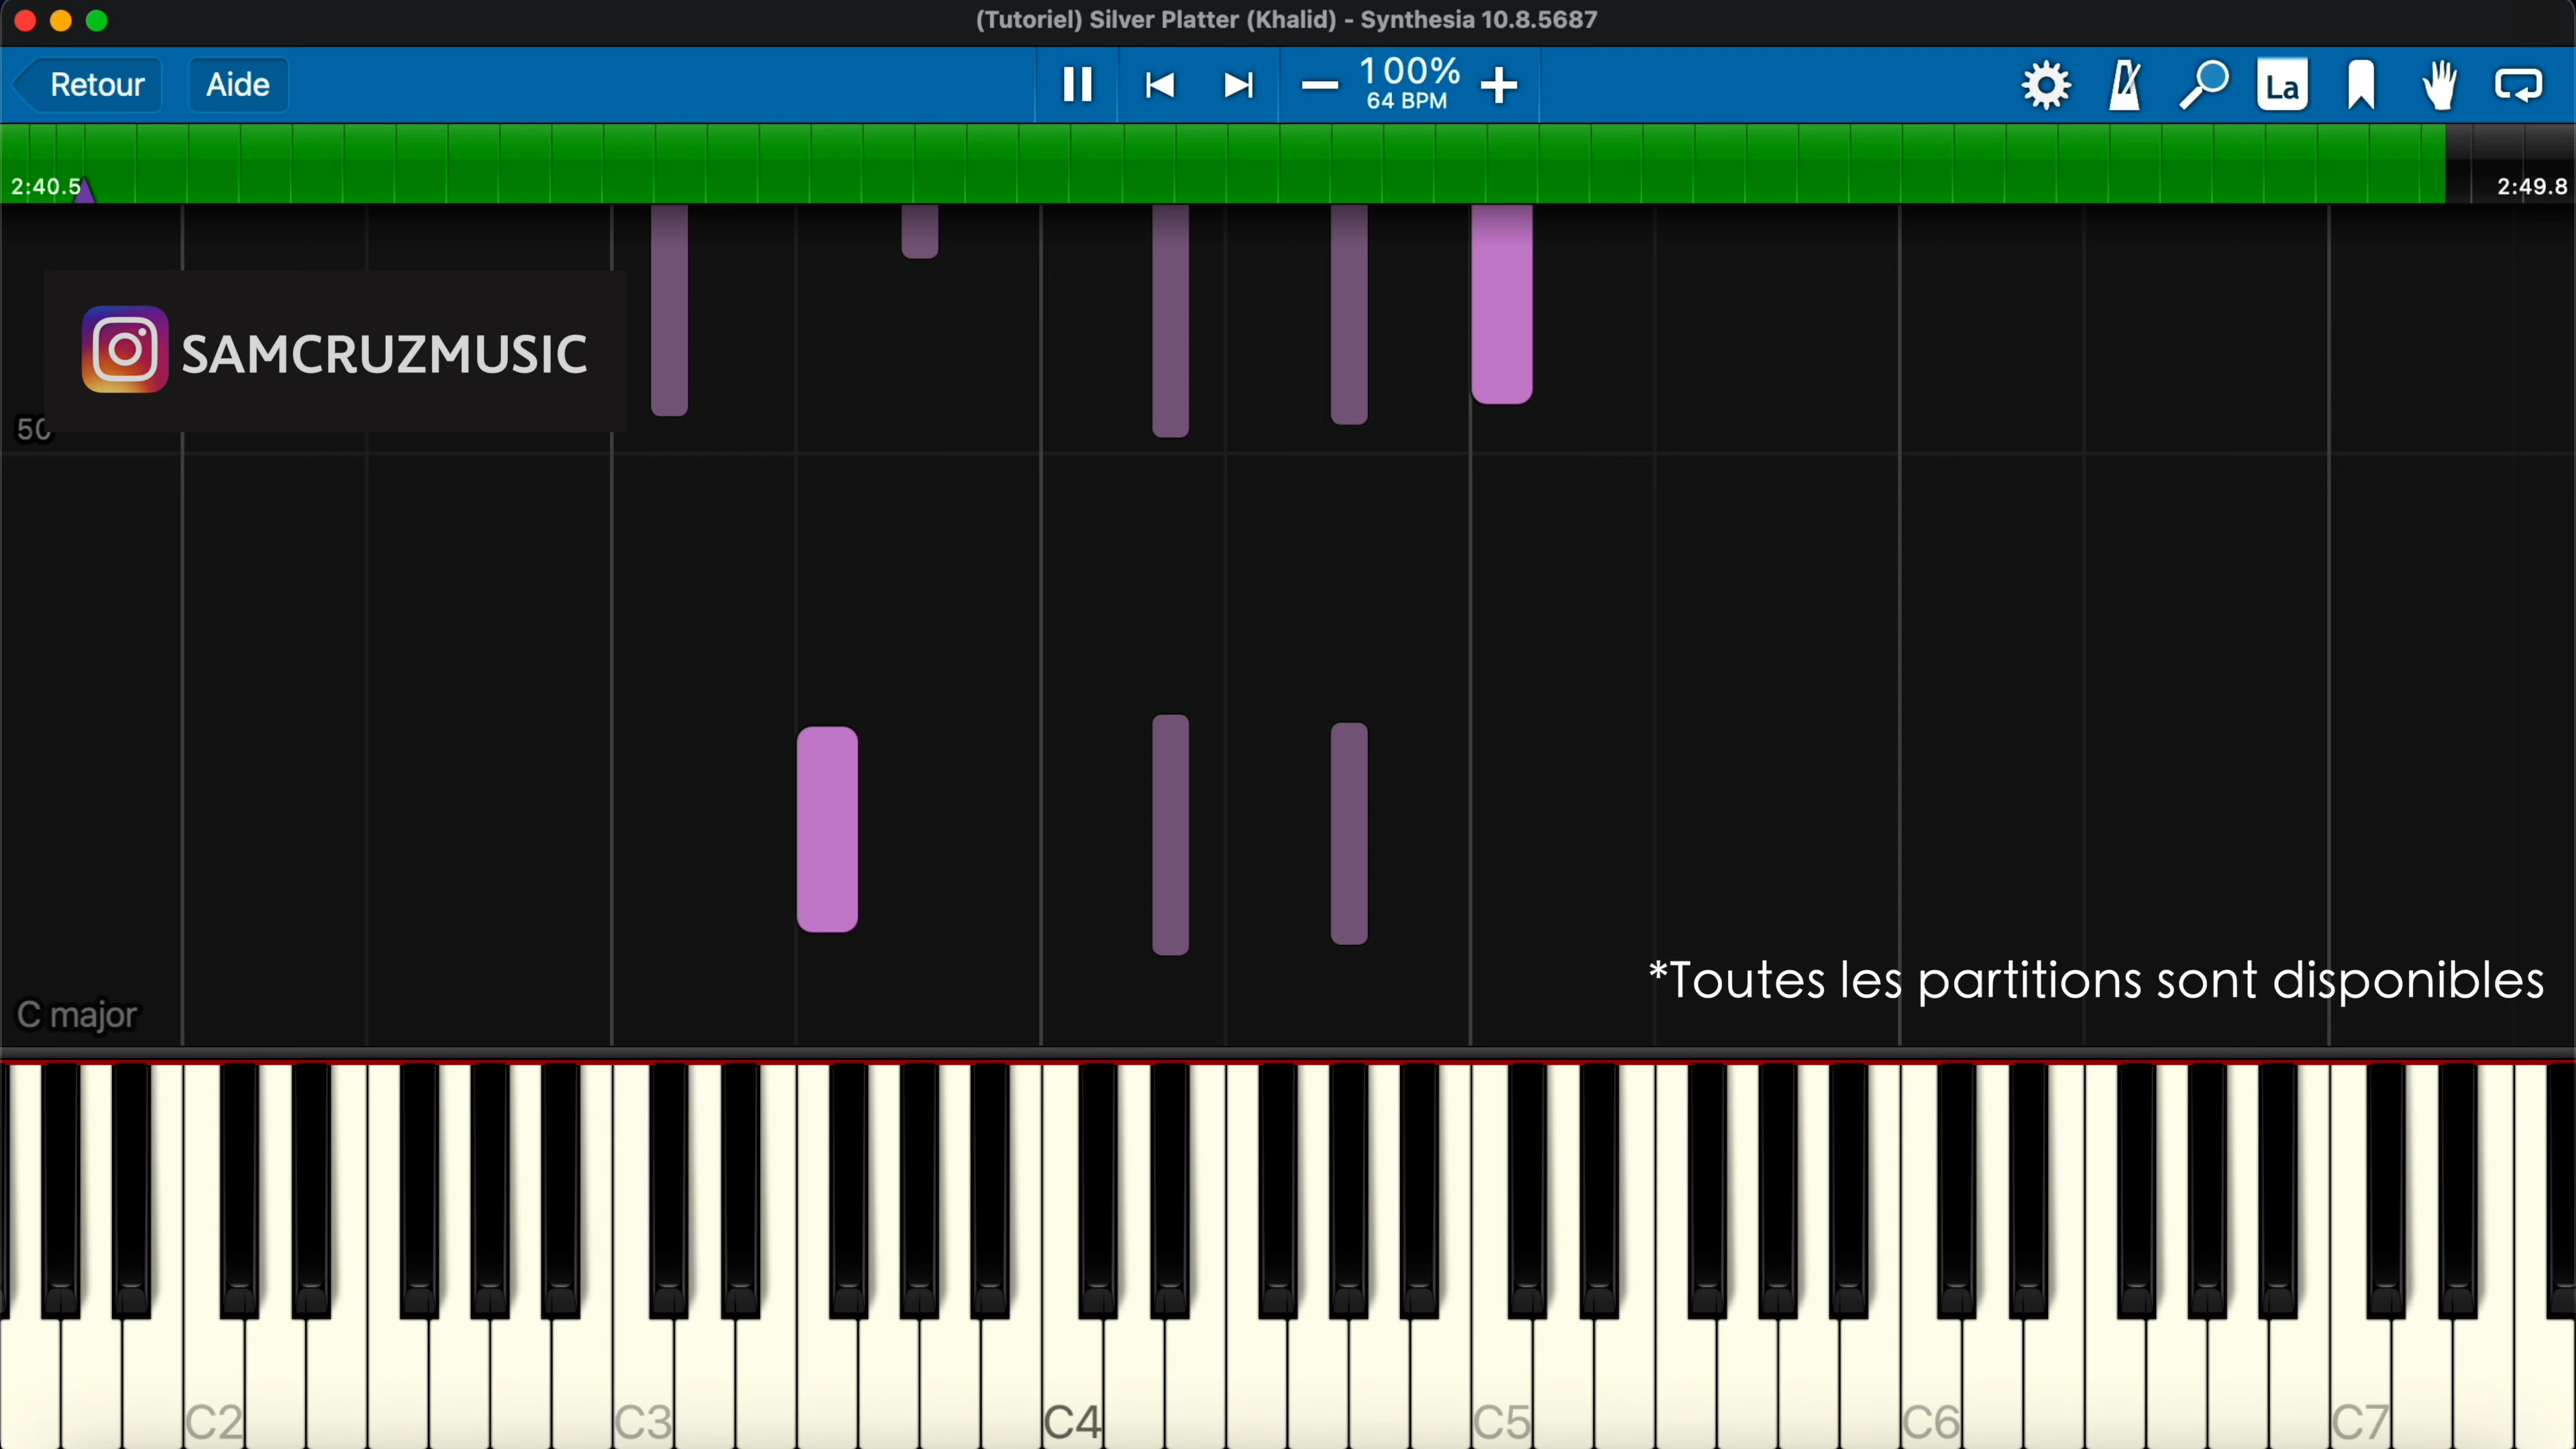 (Tutoriel) Silver Platter (Khalid) - Synthesia 10.8.5687
Retour
Aide
100%
64 BPM
La
2:40.5
2:49.8
SAMCRUZMUSIC
50
*Toutes les partitions sont disponibles
C major
C2
C3
C4
C5
C6
C7